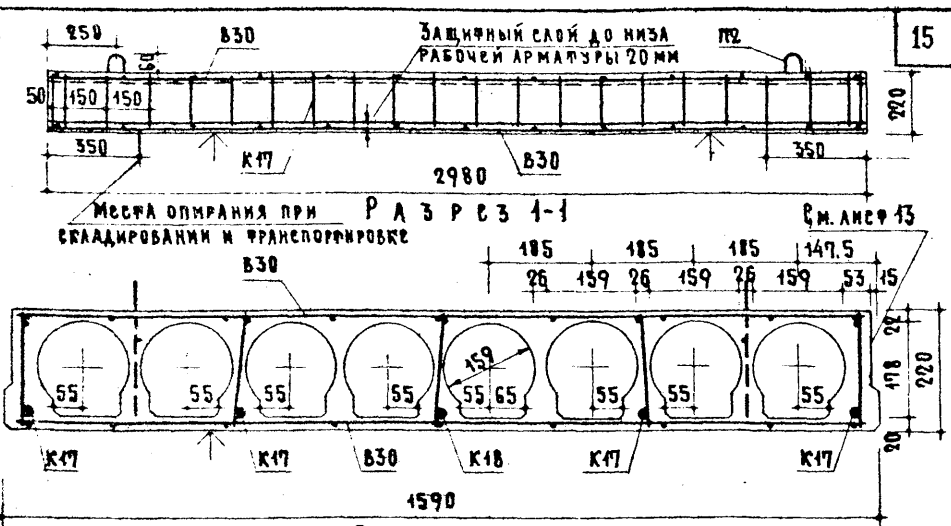 15
250
60
В30
Защитный слой до низа
рабочей арматуры 20 мм
П2
50 150 150
220
350
К17
В30
350
2980
Места опирания при
складировании и транспортировке
Разрез 1-1
См. лист 13
В30
185 185 185 147.5
26 159 26 159 26 159 53 15
22
159
178
220
55 55 55 55 55 65 55 55 55
20
К17 К17 В30 К18 К17 К17
1590